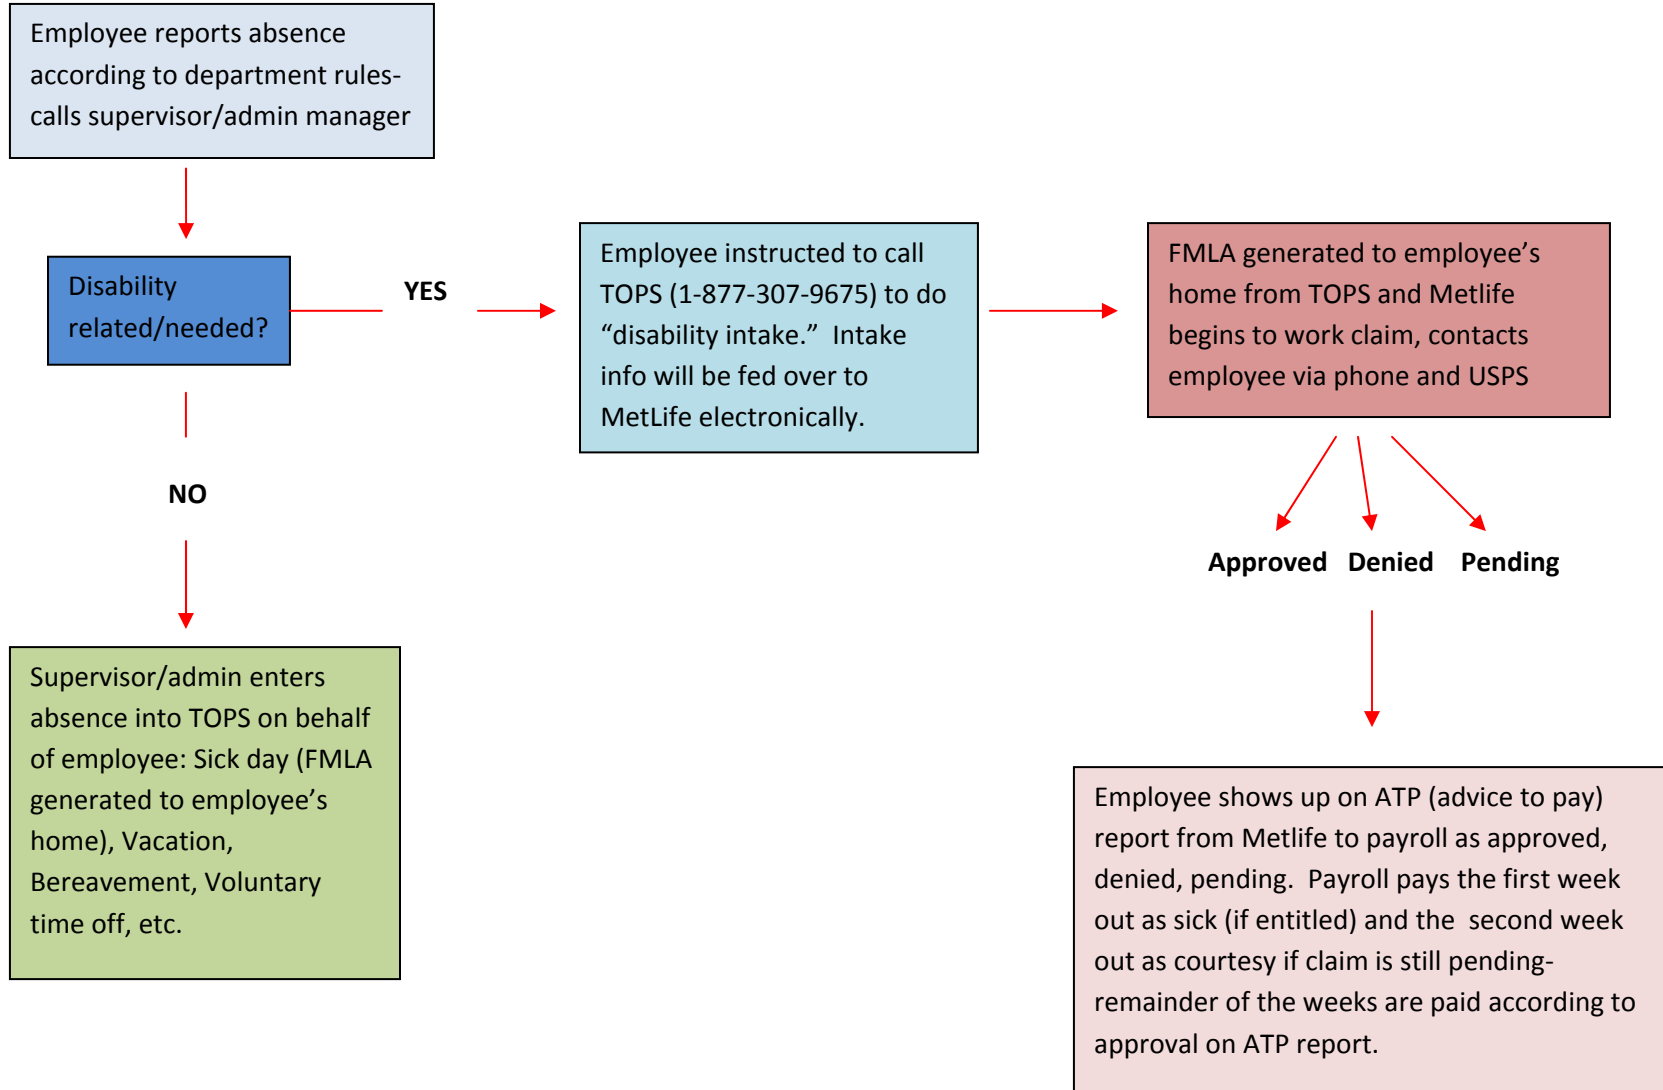 Employee reports absence
according to department rules-
calls supervisor/admin manager
Disability
related/needed?
YES
Employee instructed to call
TOPS (1-877-307-9675) to do
“disability intake.”  Intake
info will be fed over to
MetLife electronically.
FMLA generated to employee’s
home from TOPS and Metlife
begins to work claim, contacts
employee via phone and USPS
NO
Approved   Denied    Pending
Supervisor/admin enters
absence into TOPS on behalf
of employee: Sick day (FMLA
generated to employee’s
home), Vacation,
Bereavement, Voluntary
time off, etc.
Employee shows up on ATP (advice to pay)
report from Metlife to payroll as approved,
denied, pending.  Payroll pays the first week
out as sick (if entitled) and the  second week
out as courtesy if claim is still pending-
remainder of the weeks are paid according to
approval on ATP report.